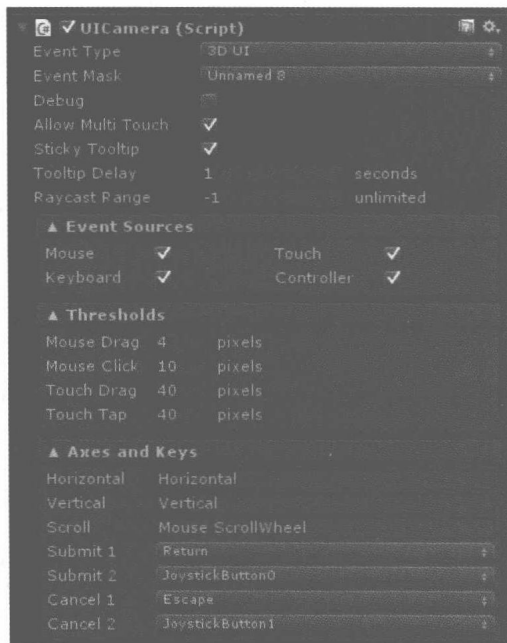 UICamera (Script)
Event Type 3D UI
Event Mask Unnamed 8
Debug
Allow Multi Touch
Sticky Tooltip
Tooltip Delay 1 seconds
Raycast Range -1 unlimited
▲ Event Sources
Mouse Touch
Keyboard Controller
▲ Thresholds
Mouse Drag 4 pixels
Mouse Click 10 pixels
Touch Drag 40 pixels
Touch Tap 40 pixels
▲ Axes and Keys
Horizontal Horizontal
Vertical Vertical
Scroll Mouse ScrollWheel
Submit 1 Return
Submit 2 JoystickButton0
Cancel 1 Escape
Cancel 2 JoystickButton1